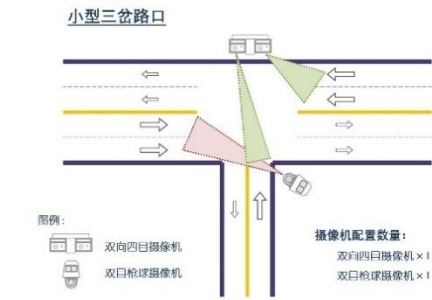 小型三岔路口
图例：
双向四目摄像机
双目枪球摄像机
摄像机配置数量：
双向四目摄像机×1
双目枪球摄像机×1